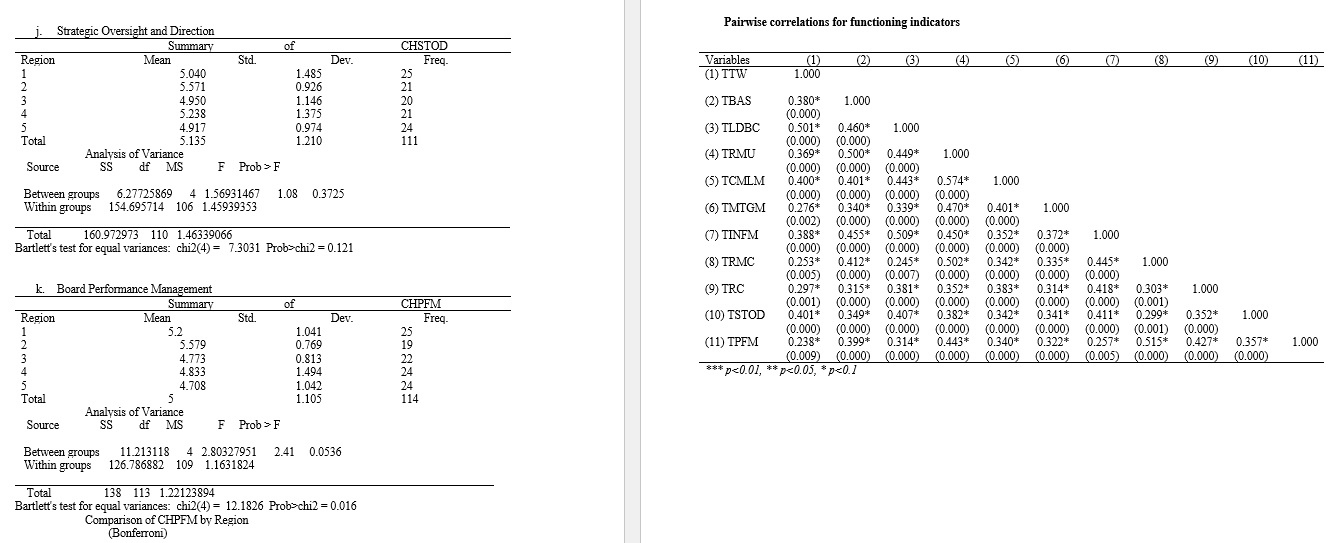 j. Strategic Oversight and Direction
Summary of CHSTOD
Region Mean Std. Dev. Freq.
1 5.040 1.485 25
2 5.571 0.926 21
3 4.950 1.146 20
4 5.238 1.375 21
5 4.917 0.974 24
Total 5.135 1.210 111
Analysis of Variance
Source SS df MS F Prob > F
Between groups 6.27725869 4 1.56931467 1.08 0.3725
Within groups 154.695714 106 1.45939353
Total 160.972973 110 1.46339066
Bartlett's test for equal variances: chi2(4) = 7.3031 Prob>chi2 = 0.121
k. Board Performance Management
Summary of CHPFM
Region Mean Std. Dev. Freq.
1 5.2 1.041 25
2 5.579 0.769 19
3 4.773 0.813 22
4 4.833 1.494 24
5 4.708 1.042 24
Total 5 1.105 114
Analysis of Variance
Source SS df MS F Prob > F
Between groups 11.213118 4 2.80327951 2.41 0.0536
Within groups 126.786882 109 1.1631824
Total 138 113 1.22123894
Bartlett's test for equal variances: chi2(4) = 12.1826 Prob>chi2 = 0.016
Comparison of CHPFM by Region
(Bonferroni)
Pairwise correlations for functioning indicators
Variables (1) (2) (3) (4) (5) (6) (7) (8) (9) (10) (11)
(1) TTW 1.000
(2) TBAS 0.380* 1.000
(0.000)
(3) TLDBC 0.501* 0.460* 1.000
(0.000) (0.000)
(4) TRMU 0.369* 0.500* 0.449* 1.000
(0.000) (0.000) (0.000)
(5) TCMLM 0.400* 0.401* 0.443* 0.574* 1.000
(0.000) (0.000) (0.000) (0.000)
(6) TMTGM 0.276* 0.340* 0.339* 0.470* 0.401* 1.000
(0.002) (0.000) (0.000) (0.000) (0.000)
(7) TINFM 0.388* 0.455* 0.509* 0.450* 0.352* 0.372* 1.000
(0.000) (0.000) (0.000) (0.000) (0.000) (0.000)
(8) TRMC 0.253* 0.412* 0.245* 0.502* 0.342* 0.335* 0.445* 1.000
(0.005) (0.000) (0.007) (0.000) (0.000) (0.000) (0.000)
(9) TRC 0.297* 0.315* 0.381* 0.352* 0.383* 0.314* 0.418* 0.303* 1.000
(0.001) (0.000) (0.000) (0.000) (0.000) (0.000) (0.000) (0.001)
(10) TSTOD 0.401* 0.349* 0.407* 0.382* 0.342* 0.341* 0.411* 0.299* 0.352* 1.000
(0.000) (0.000) (0.000) (0.000) (0.000) (0.000) (0.000) (0.001) (0.000)
(11) TPFM 0.238* 0.399* 0.314* 0.443* 0.340* 0.322* 0.257* 0.515* 0.427* 0.357* 1.000
(0.009) (0.000) (0.000) (0.000) (0.000) (0.000) (0.005) (0.000) (0.000) (0.000)
*** p<0.01, ** p<0.05, * p<0.1